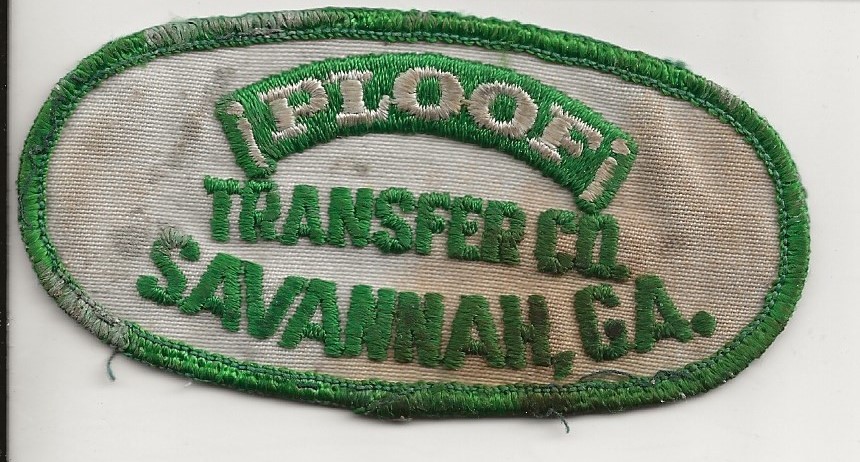 PLOOF
TRANSFER CO.
SAVANNAH, GA.